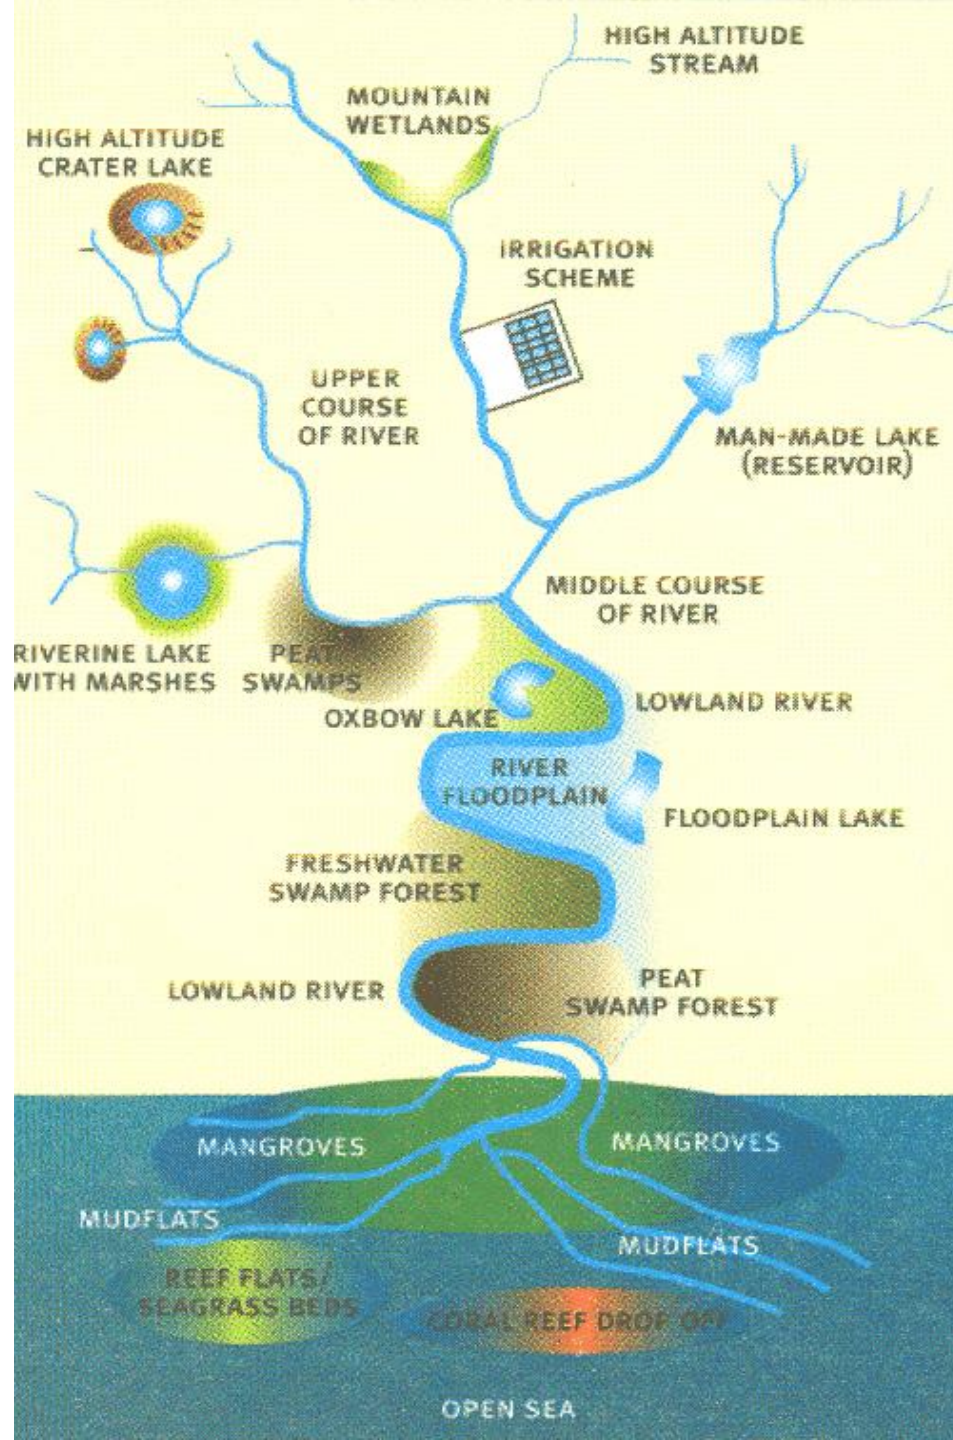 HIGH ALTITUDE
STREAM
MOUNTAIN
WETLANDS
HIGH ALTITUDE
CRATER LAKE
IRRIGATION
SCHEME
UPPER
COURSE
OF RIVER
MAN-MADE LAKE
(RESERVOIR)
MIDDLE COURSE
OF RIVER
RIVERINE LAKE
WITH MARSHES
PEAT
SWAMPS
LOWLAND RIVER
OXBOW LAKE
RIVER
FLOODPLAIN
FLOODPLAIN LAKE
FRESHWATER
SWAMP FOREST
LOWLAND RIVER
PEAT
SWAMP FOREST
MANGROVES
MANGROVES
MUDFLATS
MUDFLATS
REEF FLATS/
SEAGRASS BEDS
CORAL REEF DROP OFF
OPEN SEA